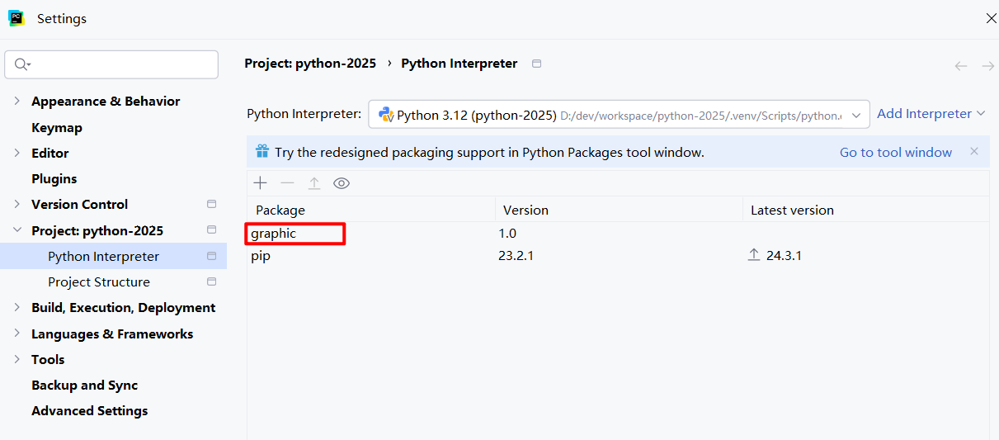 Settings
Project: python-2025 › Python Interpreter
Appearance & Behavior
Keymap
Editor
Plugins
Version Control
Project: python-2025
Python Interpreter
Project Structure
Build, Execution, Deployment
Languages & Frameworks
Tools
Backup and Sync
Advanced Settings
Python Interpreter: Python 3.12 (python-2025) D:/dev/workspace/python-2025/.venv/Scripts/python.e Add Interpreter
Try the redesigned packaging support in Python Packages tool window. Go to tool window
Package Version Latest version
graphic 1.0
pip 23.2.1 24.3.1